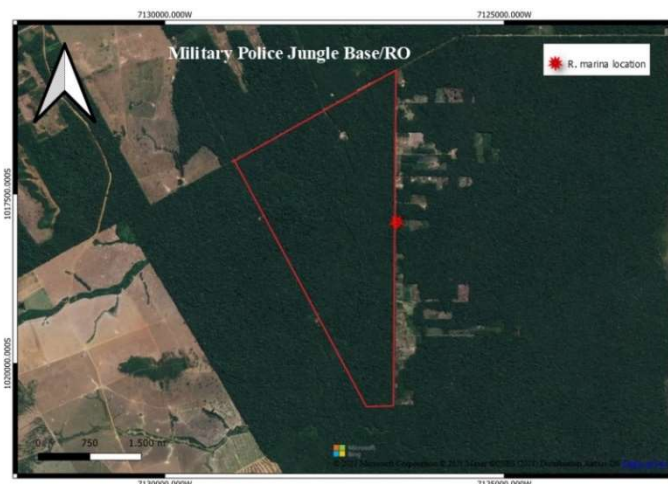 7130000.000W 7125000.000W
Military Police Jungle Base/RO
R. marina location
1017500.000S
1020000.000S
0 750 1.500 m
Microsoft
Bing
7130000.000W 7125000.000W